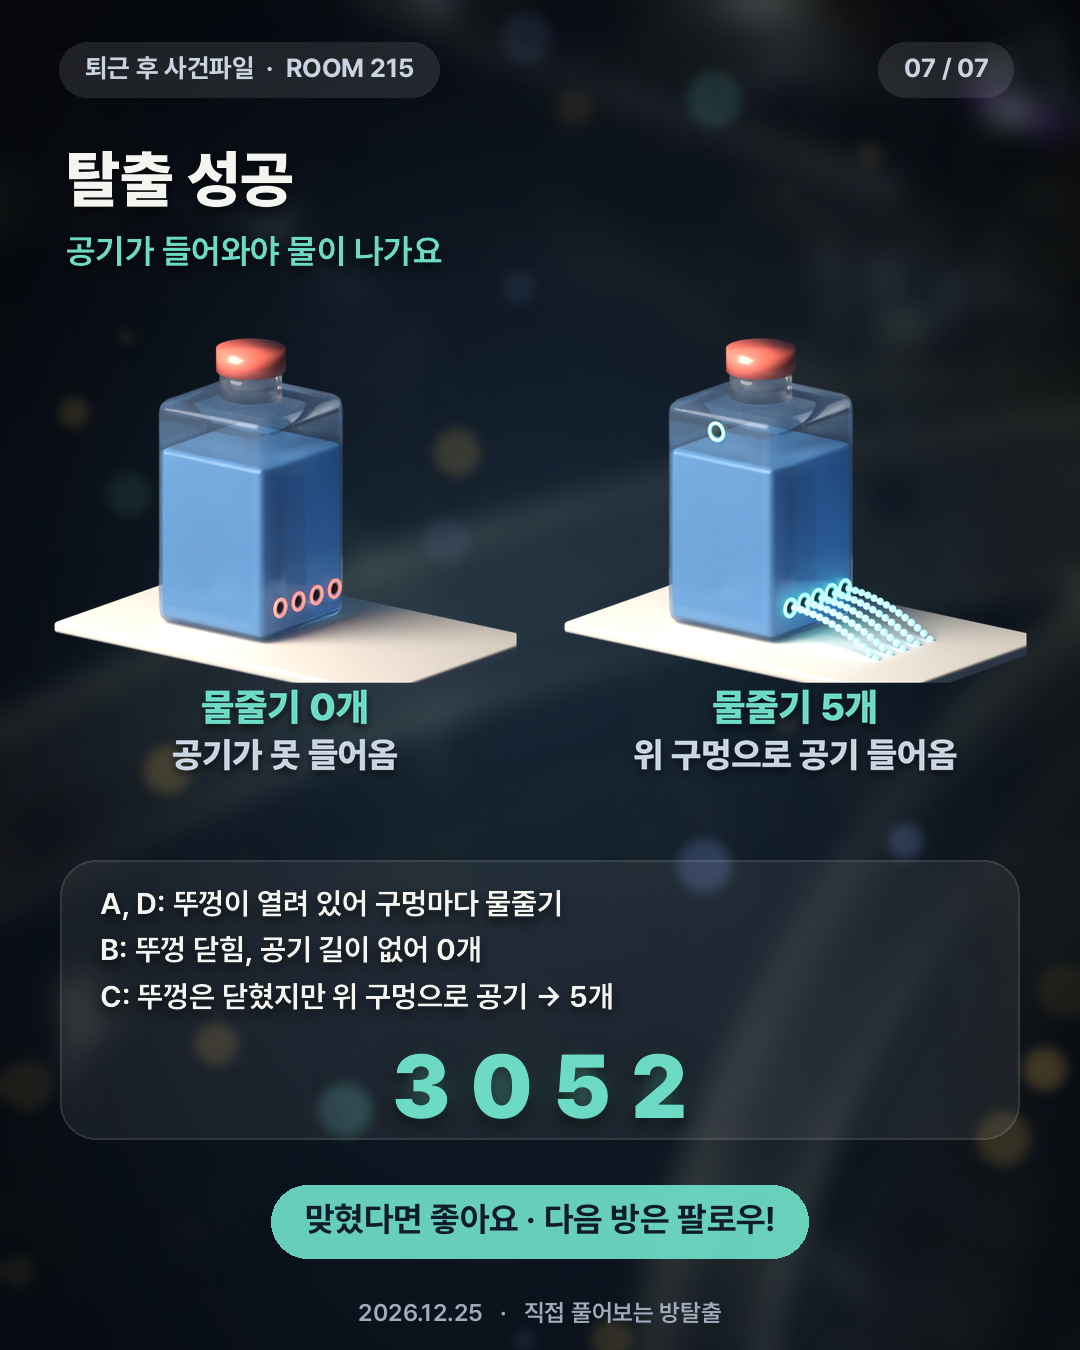 퇴근 후 사건파일 · ROOM 215
07 / 07
탈출 성공
공기가 들어와야 물이 나가요
물줄기 0개
공기가 못 들어옴
물줄기 5개
위 구멍으로 공기 들어옴
A, D: 뚜껑이 열려 있어 구멍마다 물줄기
B: 뚜껑 닫힘, 공기 길이 없어 0개
C: 뚜껑은 닫혔지만 위 구멍으로 공기 → 5개
3 0 5 2
맞혔다면 좋아요 · 다음 방은 팔로우!
2026.12.25 · 직접 풀어보는 방탈출